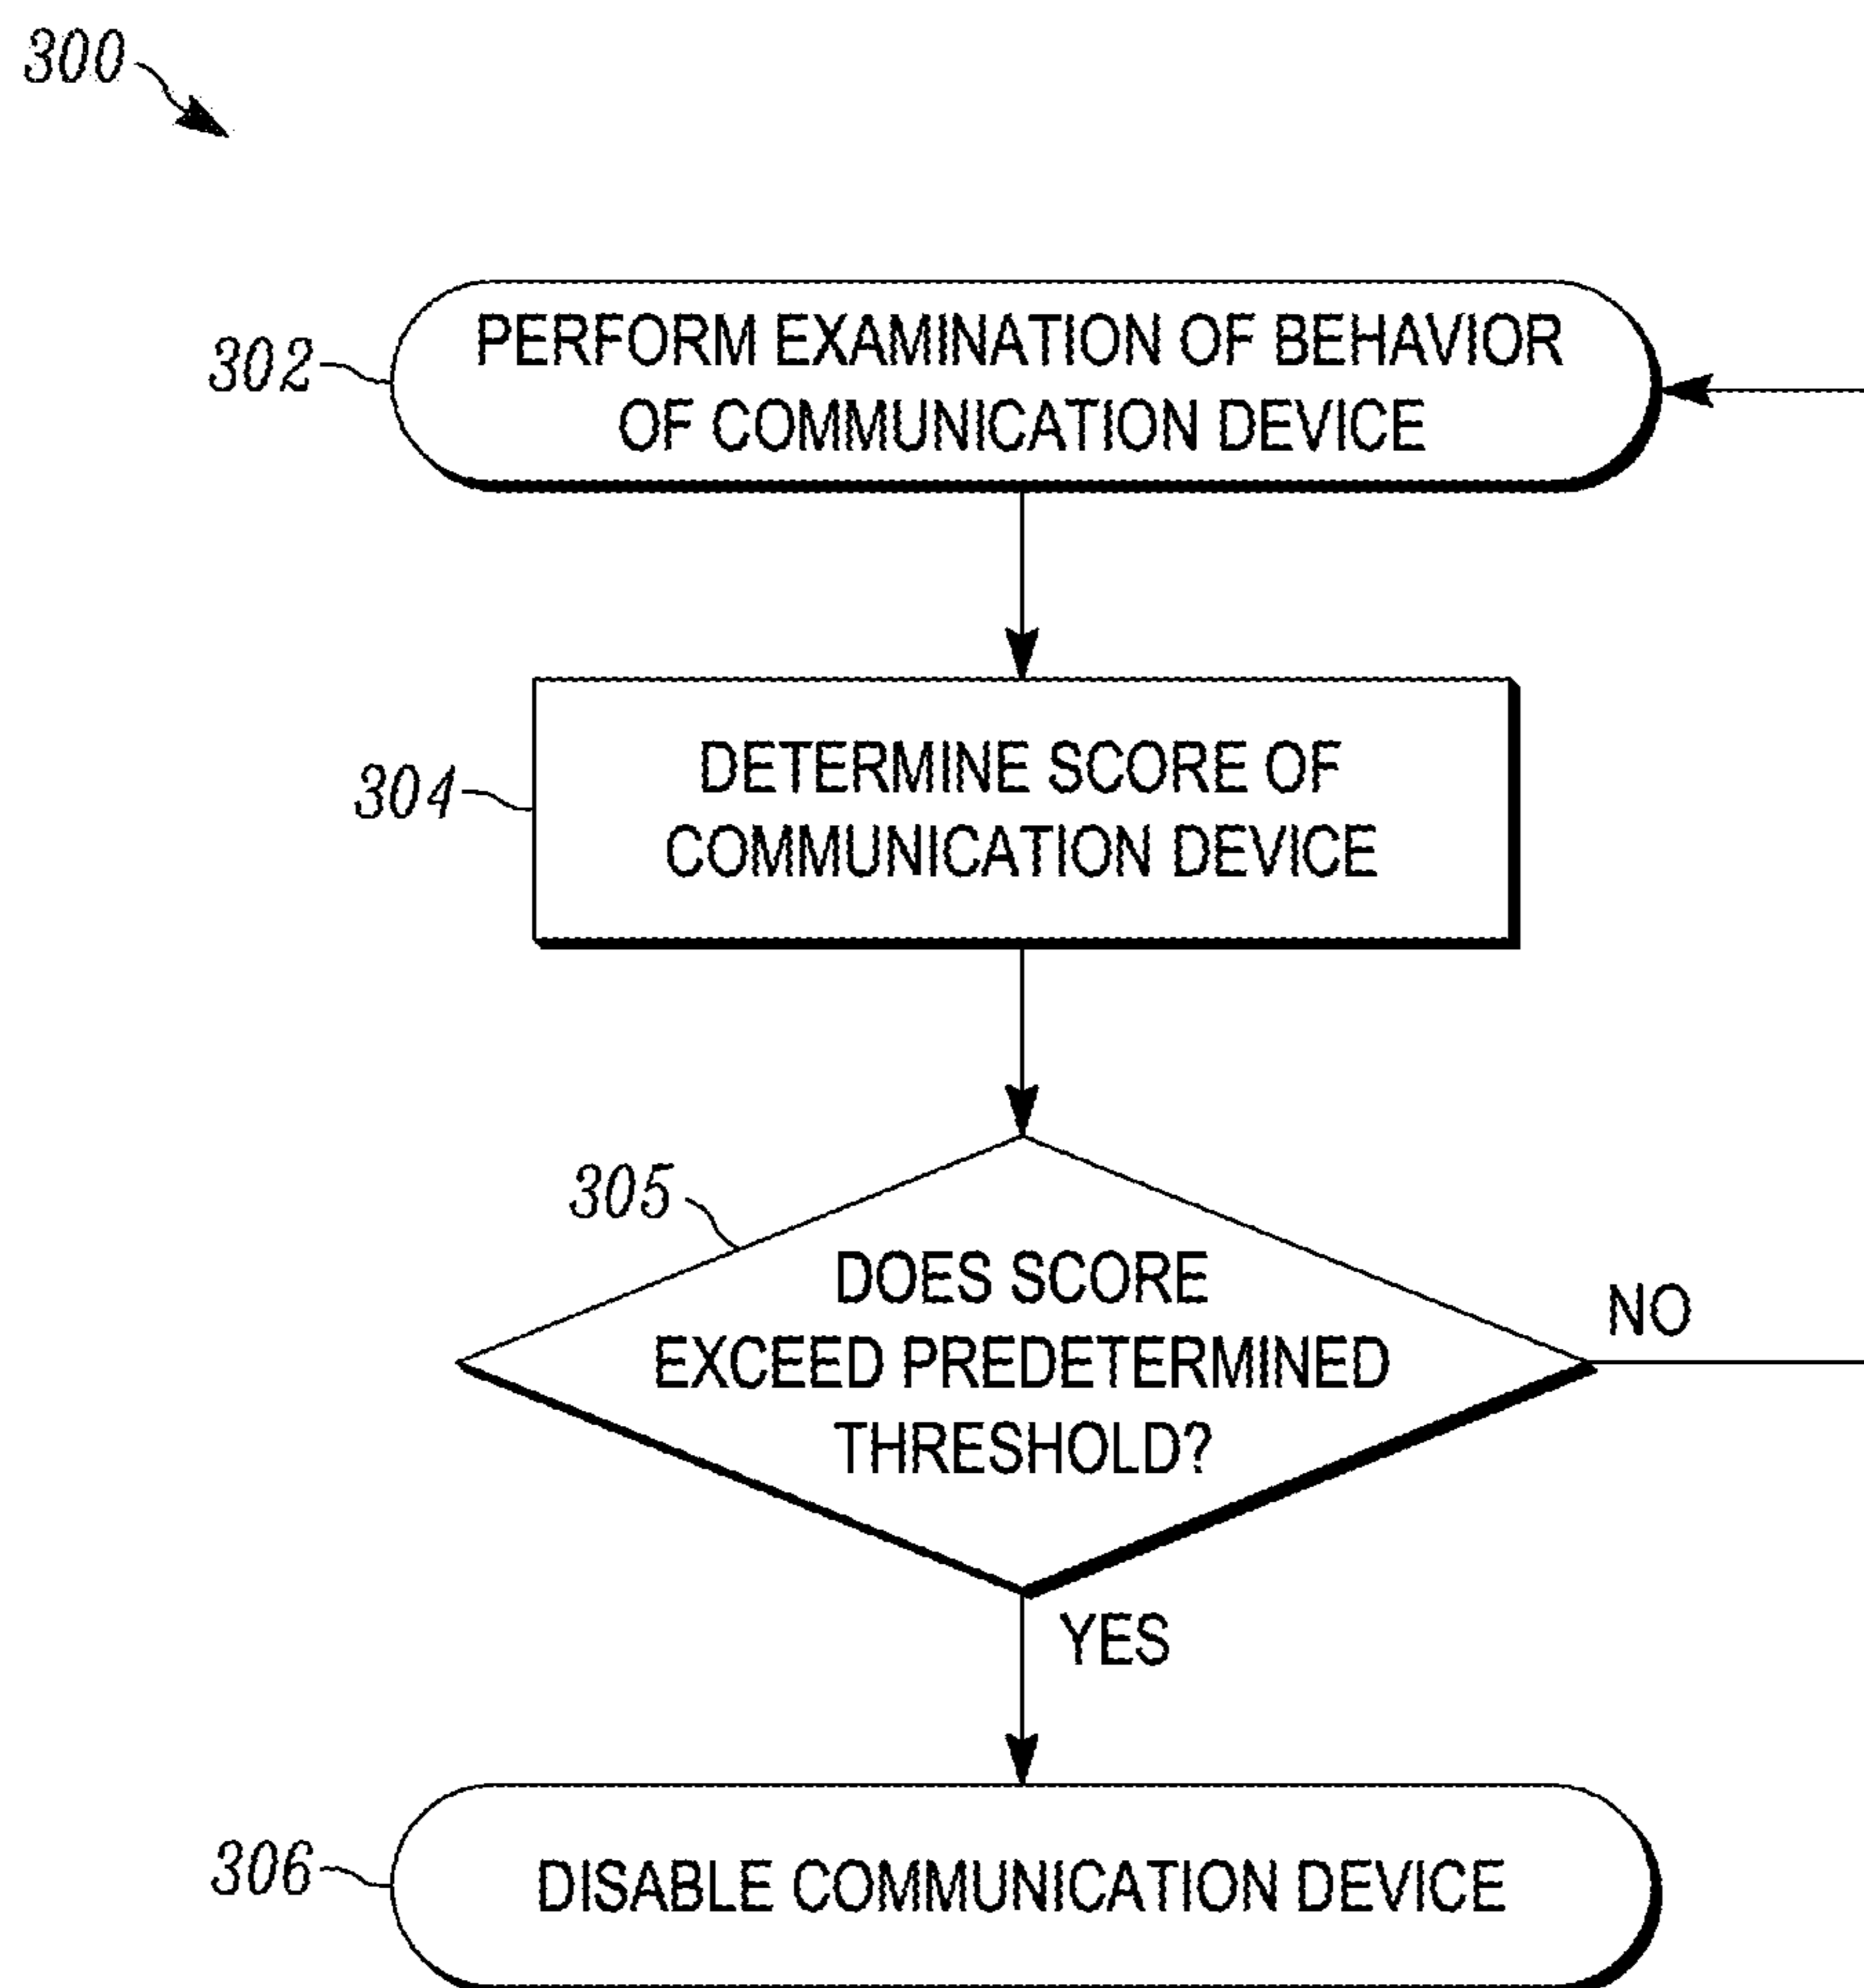 300
302
PERFORM EXAMINATION OF BEHAVIOR
OF COMMUNICATION DEVICE
304
DETERMINE SCORE OF
COMMUNICATION DEVICE
305
DOES SCORE
EXCEED PREDETERMINED
THRESHOLD?
NO
YES
306
DISABLE COMMUNICATION DEVICE